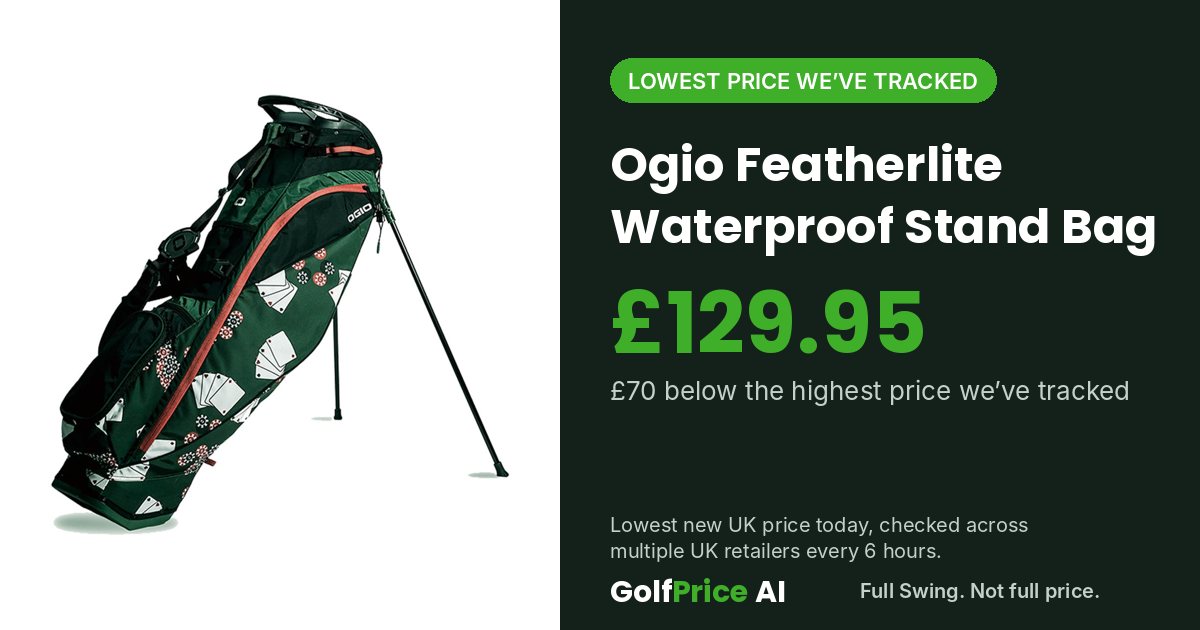 OGIO
LOWEST PRICE WE’VE TRACKED
Ogio Featherlite
Waterproof Stand Bag
£129.95
£70 below the highest price we’ve tracked
Lowest new UK price today, checked across
multiple UK retailers every 6 hours.
GolfPrice AI
Full Swing. Not full price.